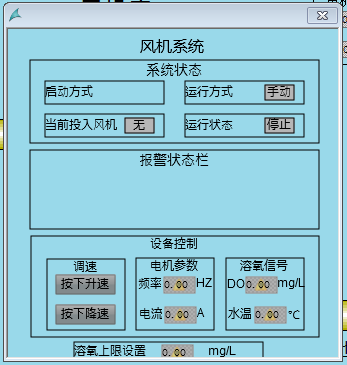 风机系统
系统状态
启动方式
运行方式 手动
当前投入风机 无
运行状态 停止
报警状态栏
设备控制
调速
按下升速
按下降速
电机参数
频率 0.00 HZ
电流 0.00 A
溶氧信号
DO 0.00 mg/L
水温 0.00 °C
溶氧上限设置 0.00 mg/L